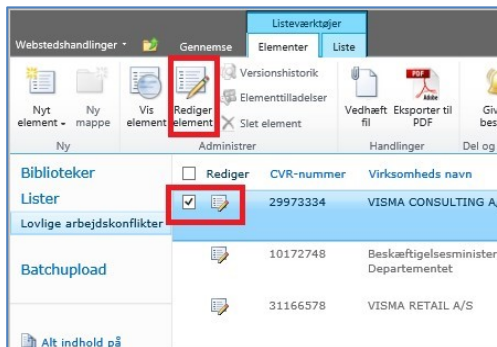 Listeværktøjer
Webstedshandlinger
Gennemse
Elementer
Liste
Nyt element
Ny mappe
Vis element
Rediger element
Versionshistorik
Elementtilladelser
Slet element
Vedhæft fil
Eksporter til PDF
Ny
Administrer
Handlinger
Del og
Biblioteker
Lister
Lovlige arbejdskonflikter
Batchupload
Alt indhold på
Rediger CVR-nummer Virksomheds navn
29973334 VISMA CONSULTING A/
10172748 Beskæftigelsesminister
Departementet
31166578 VISMA RETAIL A/S